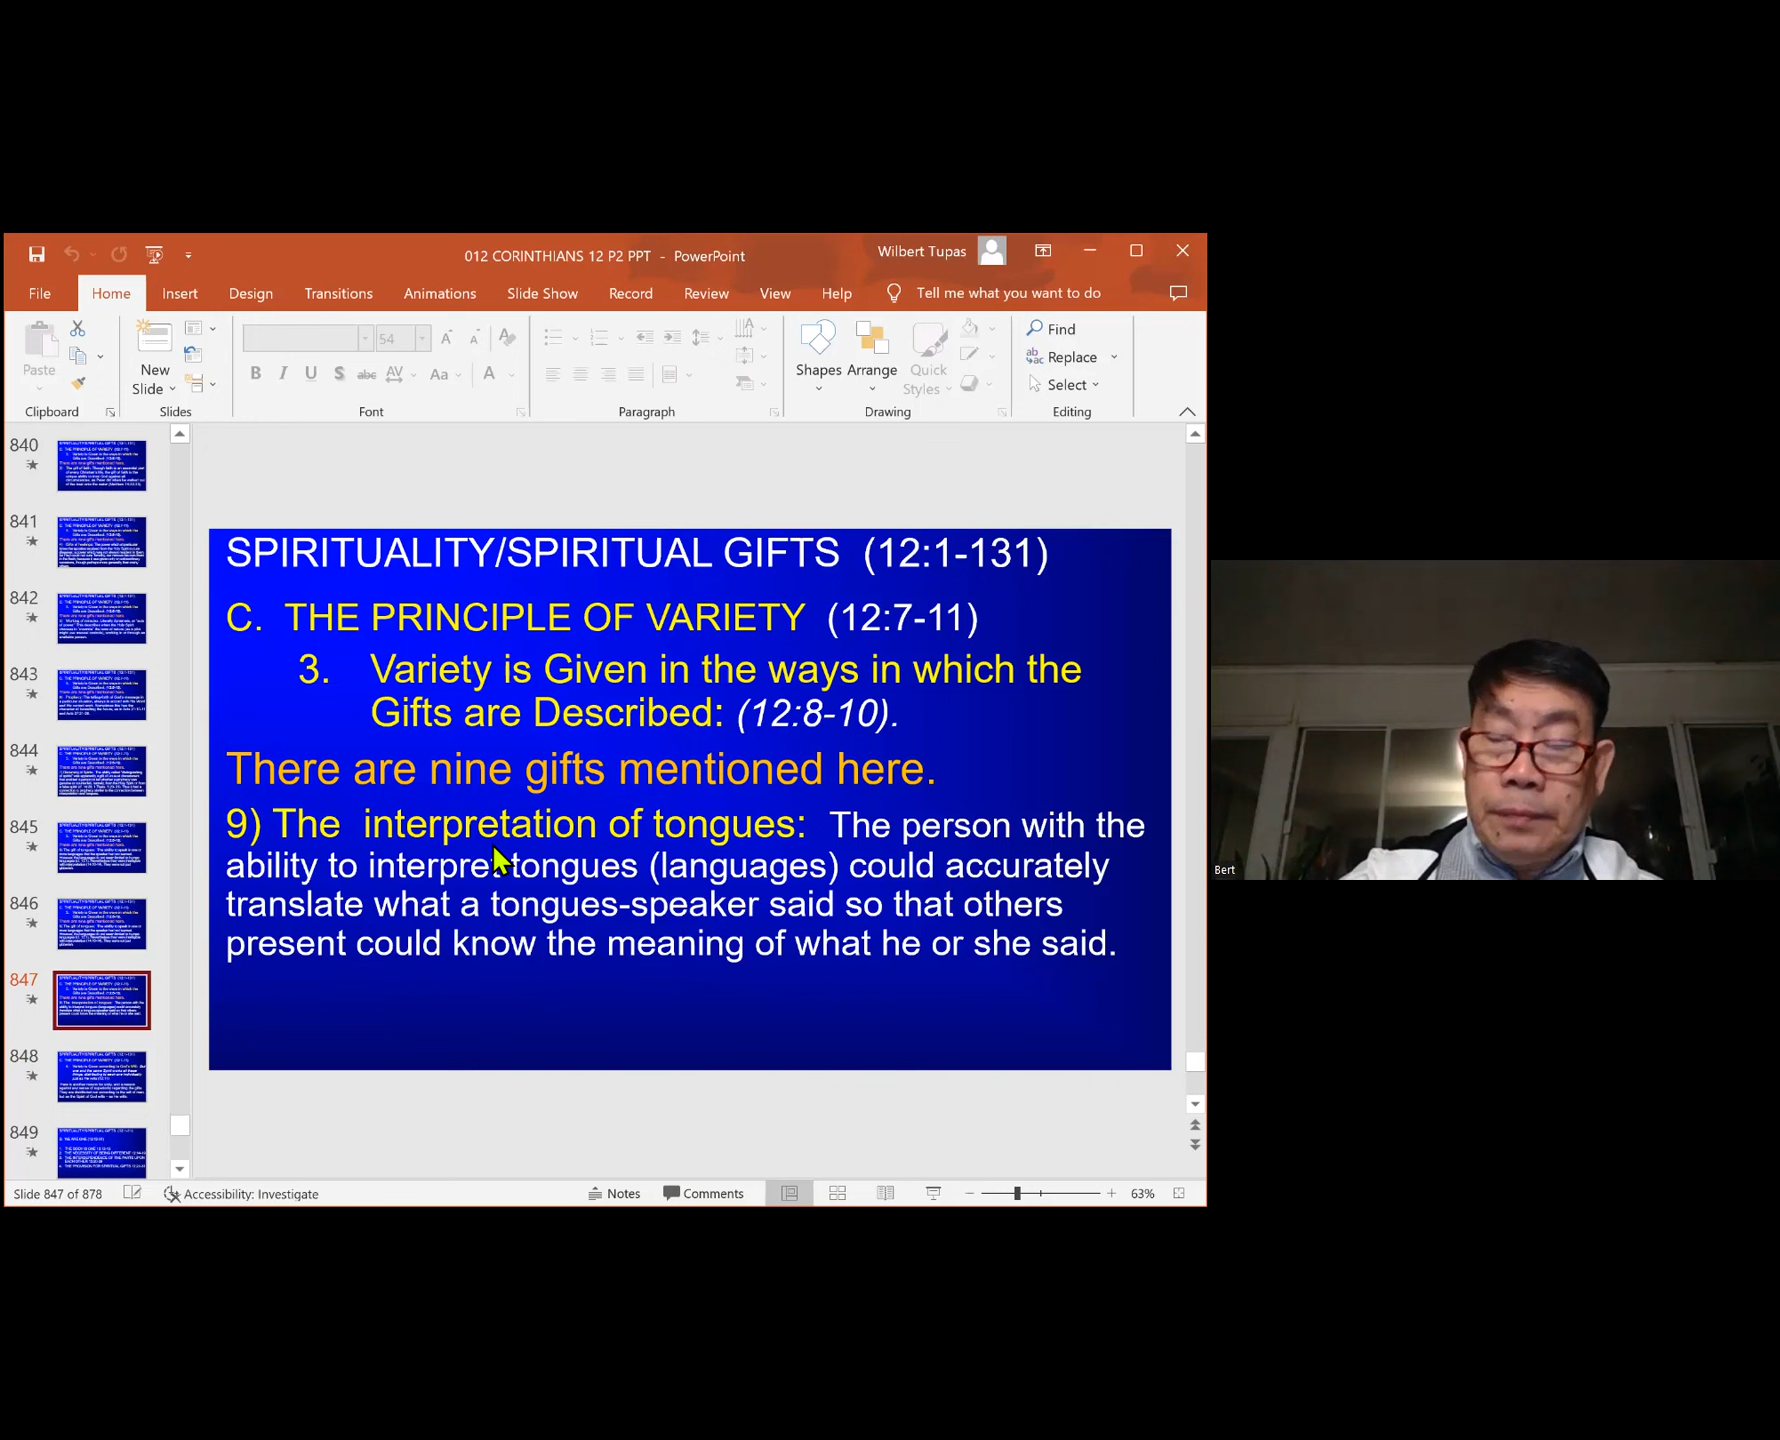 012 CORINTHIANS 12 P2 PPT - PowerPoint
Wilbert Tupas
File Home Insert Design Transitions Animations Slide Show Record Review View Help Tell me what you want to do
Paste
New
Slide
54
B I U S abc AV Aa A
Shapes Arrange Quick
Styles
Find
Replace
Select
Clipboard Slides Font Paragraph Drawing Editing
840
841
842
843
844
845
846
847
848
849
SPIRITUALITY/SPIRITUAL GIFTS (12:1-131)
C. THE PRINCIPLE OF VARIETY (12:7-11)
3. Variety is Given in the ways in which the
Gifts are Described: (12:8-10).
There are nine gifts mentioned here.
9) The interpretation of tongues: The person with the
ability to interpret tongues (languages) could accurately
translate what a tongues-speaker said so that others
present could know the meaning of what he or she said.
Bert
Slide 847 of 878 Accessibility: Investigate Notes Comments 63%